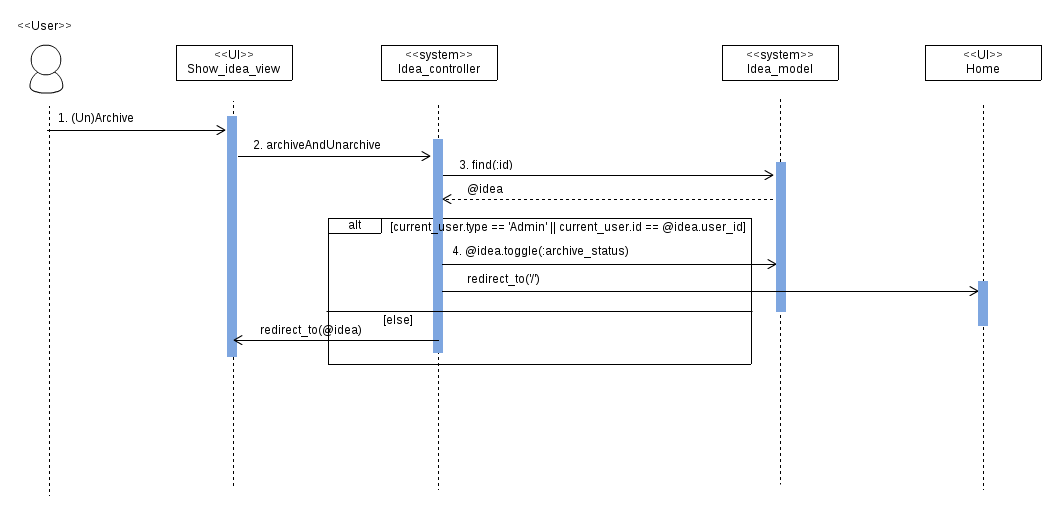 <<User>>
<<UI>>
Show_idea_view
<<system>>
Idea_controller
<<system>>
Idea_model
<<UI>>
Home
1. (Un)Archive
2. archiveAndUnarchive
3. find(:id)
@idea
alt
[current_user.type == 'Admin' || current_user.id == @idea.user_id]
4. @idea.toggle(:archive_status)
redirect_to('/')
[else]
redirect_to(@idea)